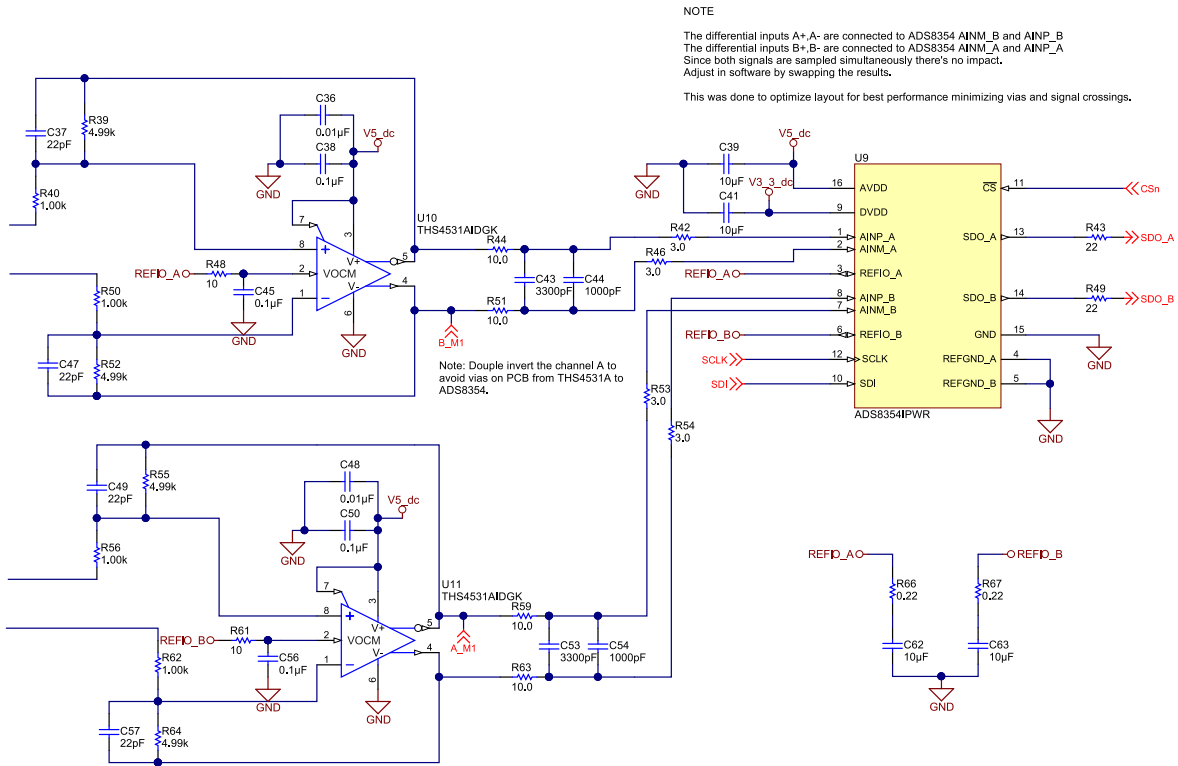 NOTE
The differential inputs A+,A- are connected to ADS8354 AINM_B and AINP_B
The differential inputs B+,B- are connected to ADS8354 AINM_A and AINP_A
Since both signals are sampled simultaneously there's no impact.
Adjust in software by swapping the results.
This was done to optimize layout for best performance minimizing vias and signal crossings.
C37
22pF
R39
4.99k
R40
1.00k
C36
0.01µF
C38
0.1µF
V5_dc
GND
U10
THS4531AIDGK
7
3
8
V+
5
2
VOCM
1
V-
4
6
GND
REFIO_A
R48
10
C45
0.1µF
GND
R50
1.00k
C47
22pF
R52
4.99k
R44
10.0
R51
10.0
C43
3300pF
C44
1000pF
B_M1
Note: Douple invert the channel A to
avoid vias on PCB from THS4531A to
ADS8354.
R42
3.0
R46
3.0
GND
C39
10µF
C41
10µF
V5_dc
V3_3_dc
U9
16
AVDD
9
DVDD
1
AINP_A
2
AINM_A
REFIO_A
3
REFIO_A
8
AINP_B
7
AINM_B
REFIO_B
6
REFIO_B
SCLK
12
SCLK
SDI
10
SDI
CS
11
CSn
SDO_A
13
R43
22
SDO_A
SDO_B
14
R49
22
SDO_B
GND
15
GND
REFGND_A
4
REFGND_B
5
GND
ADS8354IPWR
R53
3.0
R54
3.0
C49
22pF
R55
4.99k
R56
1.00k
C48
0.01µF
C50
0.1µF
V5_dc
GND
U11
THS4531AIDGK
7
3
8
V+
5
2
VOCM
1
V-
4
6
GND
REFIO_B
R61
10
C56
0.1µF
GND
R62
1.00k
C57
22pF
R64
4.99k
A_M1
R59
10.0
R63
10.0
C53
3300pF
C54
1000pF
REFIO_A
R66
0.22
C62
10µF
REFIO_B
R67
0.22
C63
10µF
GND